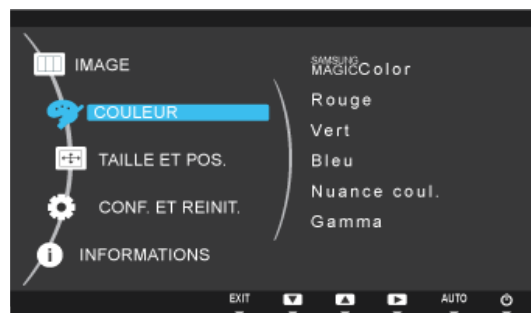 IMAGE
COULEUR
TAILLE ET POS.
CONF. ET REINIT.
INFORMATIONS
SAMSUNG
MAGICColor
Rouge
Vert
Bleu
Nuance coul.
Gamma
EXIT AUTO